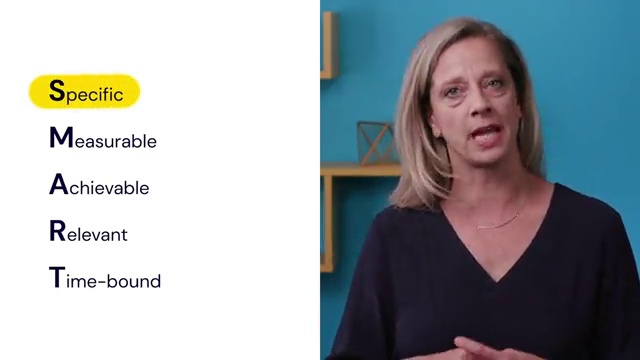 Specific
Measurable
Achievable
Relevant
Time-bound